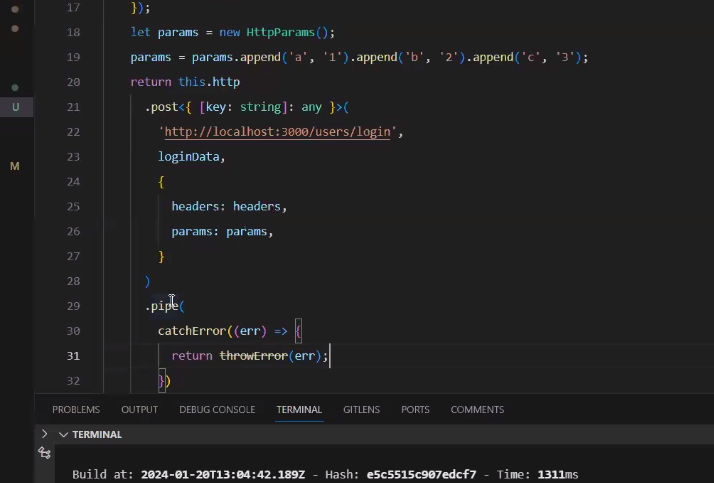 17 });
18 let params = new HttpParams();
19 params = params.append('a', '1').append('b', '2').append('c', '3');
20 return this.http
21 .post<{ [key: string]: any }>(
22 'http://localhost:3000/users/login',
23 loginData,
24 {
25 headers: headers,
26 params: params,
27 }
28 )
29 .pipe(
30 catchError((err) => {
31 return throwError(err);
32 })
U
M
PROBLEMS OUTPUT DEBUG CONSOLE TERMINAL GITLENS PORTS COMMENTS
TERMINAL
Build at: 2024-01-20T13:04:42.189Z - Hash: e5c5515c907edcf7 - Time: 1311ms